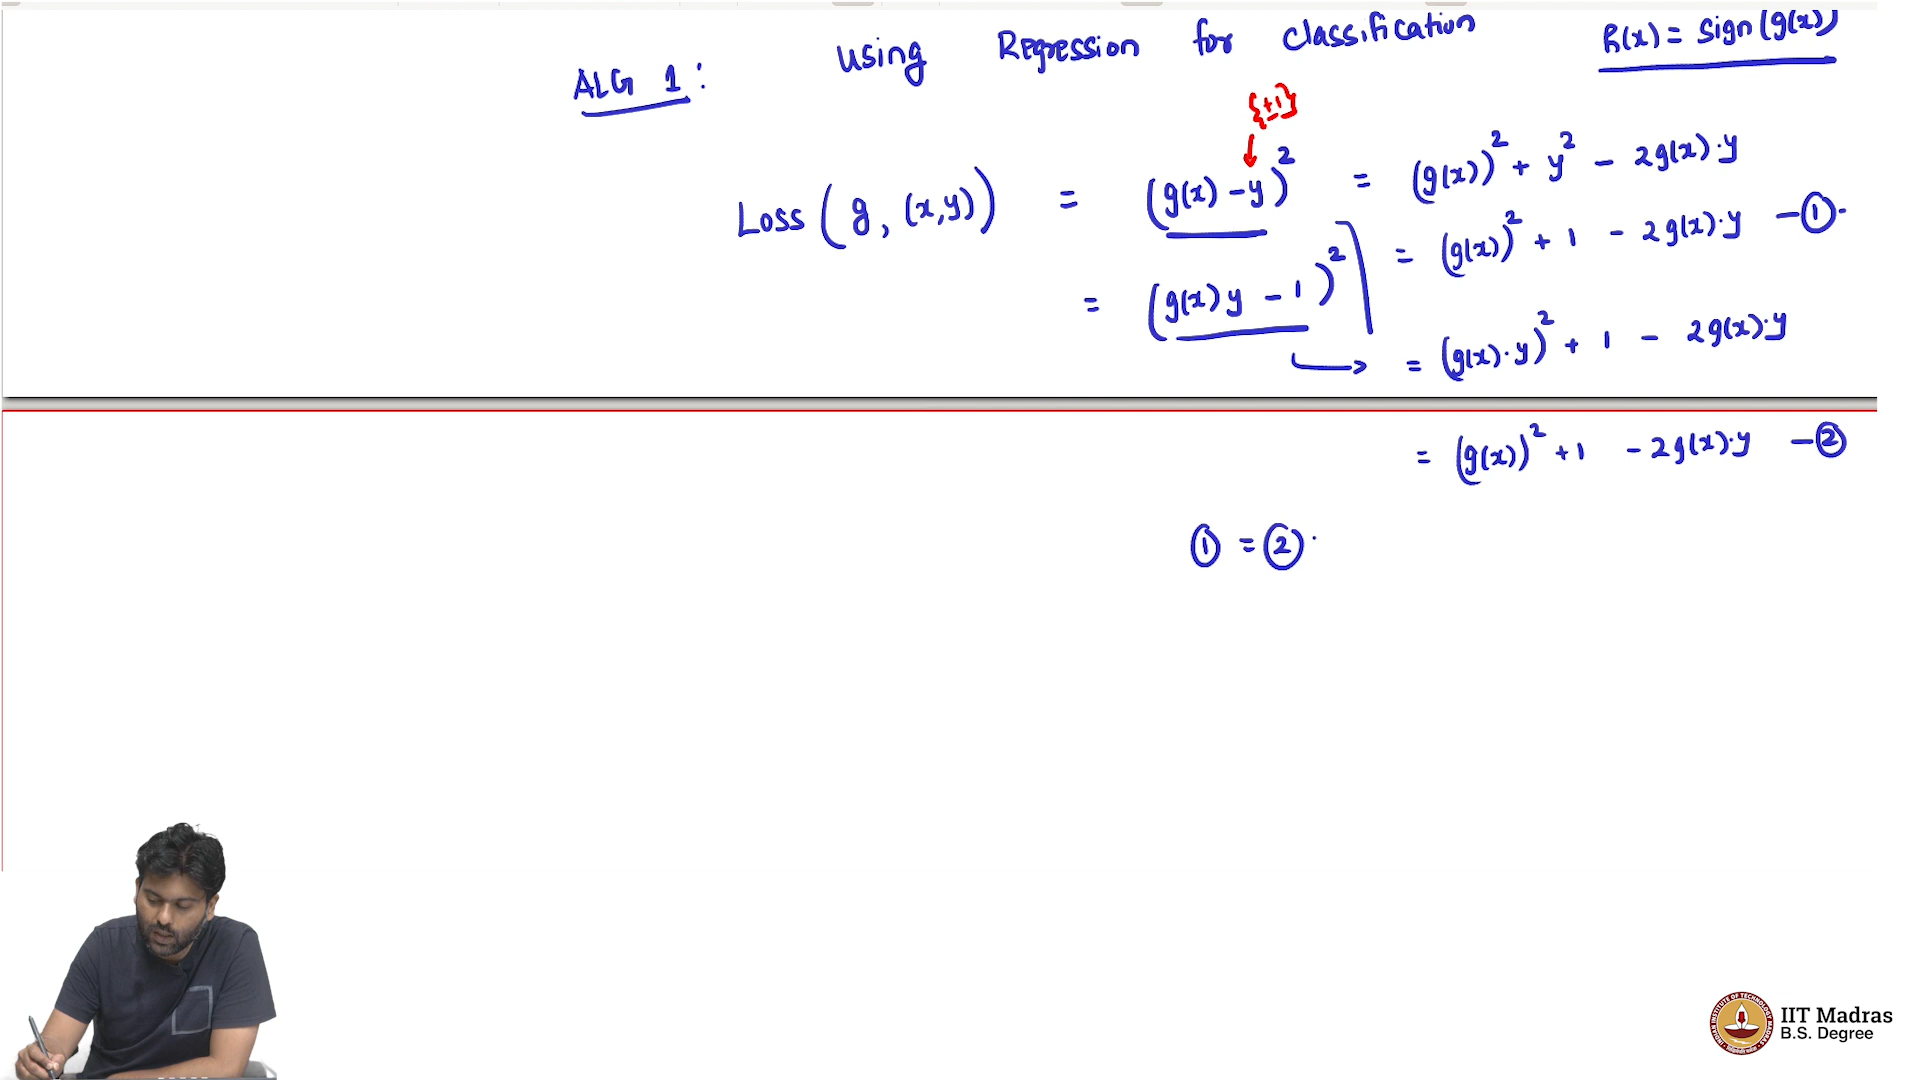 ALG 1 : Using Regression for classification h(x) = sign (g(x))
{±1}
Loss ( g, (x,y)) = (g(x) - y)² = (g(x))² + y² - 2g(x)·y
= (g(x))² + 1 - 2g(x)·y - ①.
= (g(x) y - 1)²
↳ = (g(x)·y)² + 1 - 2g(x)·y
= (g(x))² + 1 - 2g(x)·y - ②
① = ② .
IIT Madras
B.S. Degree